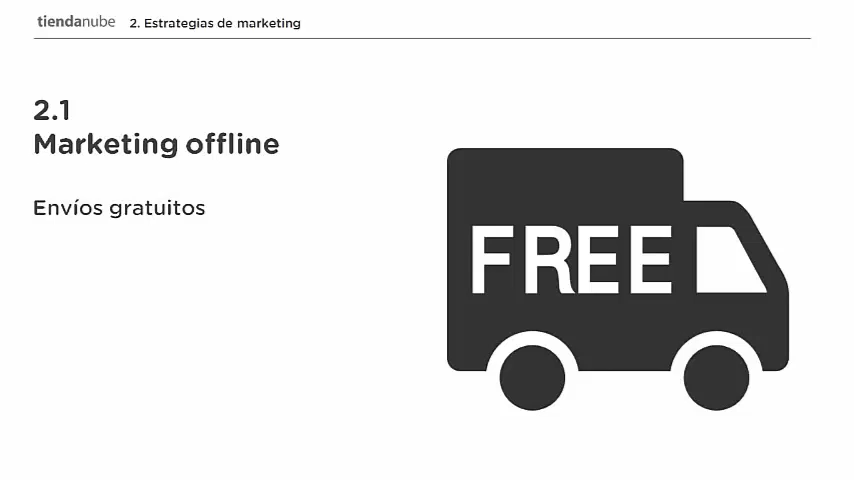 tiendanube 2. Estrategias de marketing
2.1
Marketing offline
Envíos gratuitos
FREE